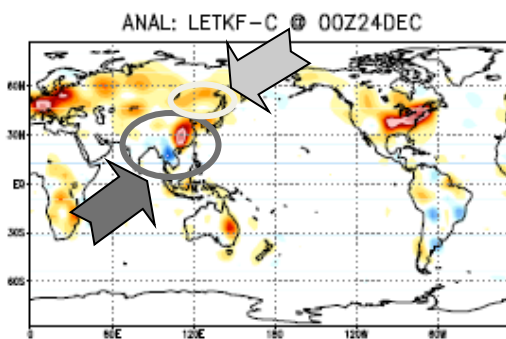 ANAL: LETKF-C @ 00Z24DEC
60N
30N
EQ
30S
60S
0 60E 120E 180 120W 60W